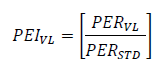 PEI_VL = [PER_VL / PER_STD]